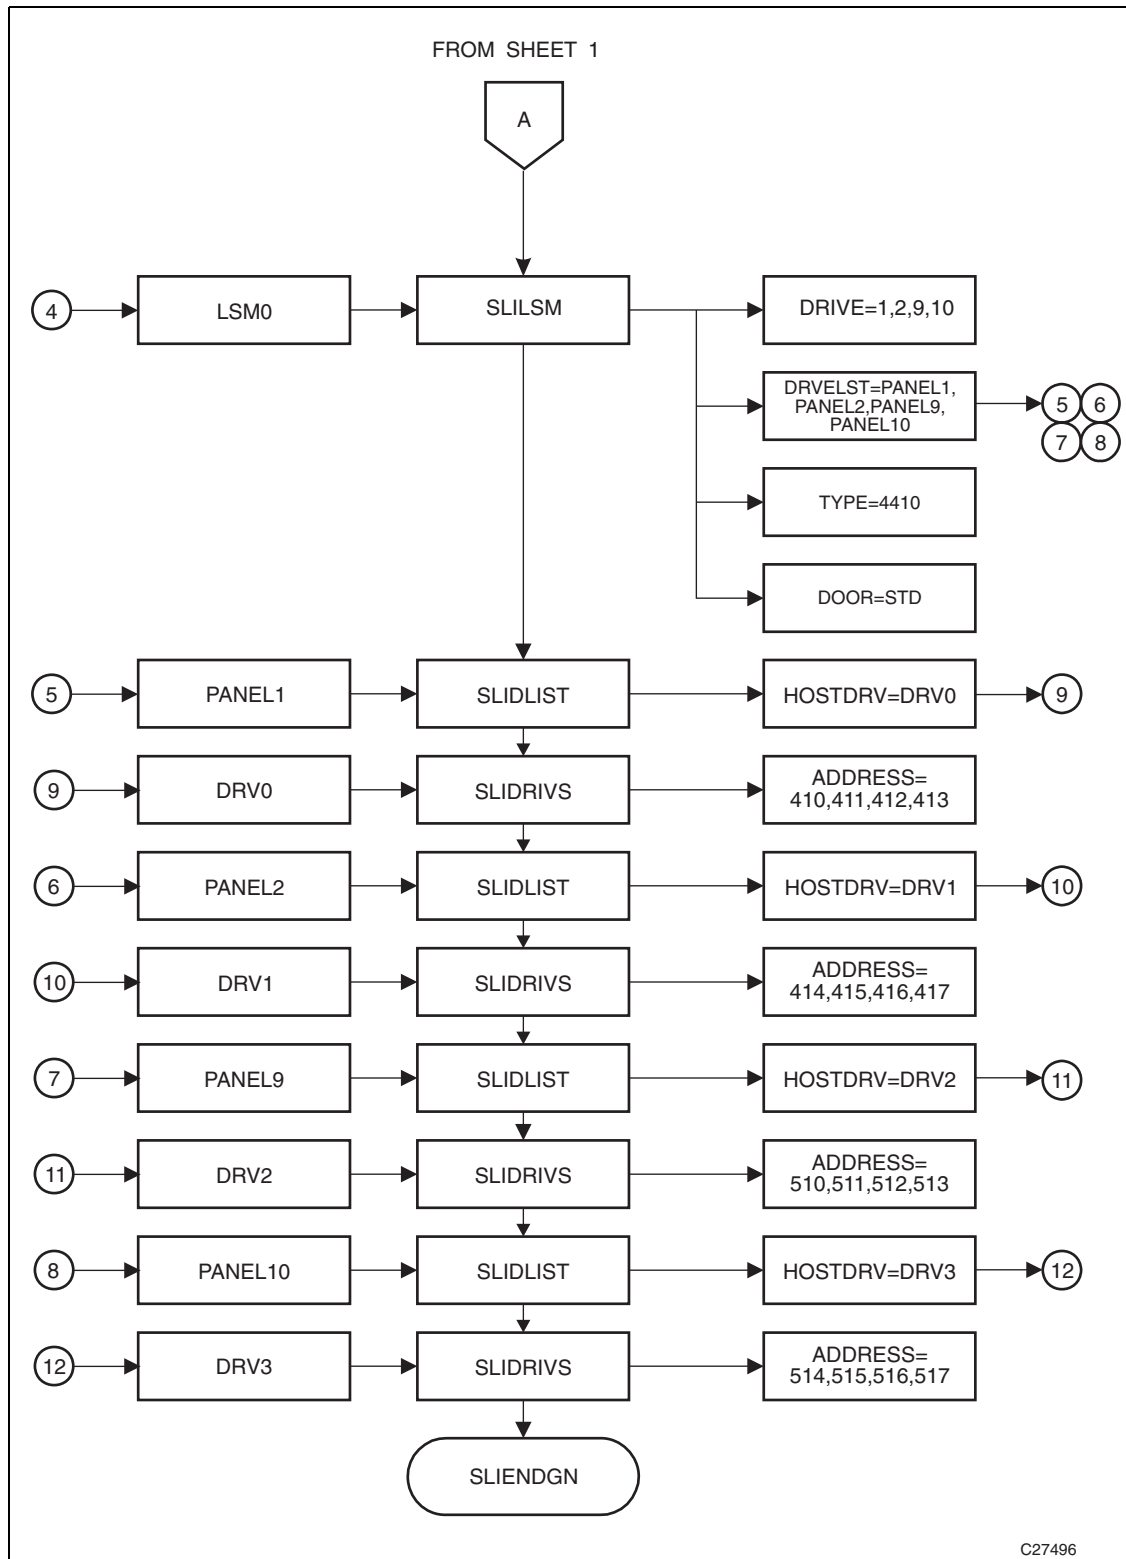 FROM SHEET 1
A
4
LSM0
SLILSM
DRIVE=1,2,9,10
DRVELST=PANEL1,
PANEL2,PANEL9,
PANEL10
5 6
7 8
TYPE=4410
DOOR=STD
5
PANEL1
SLIDLIST
HOSTDRV=DRV0
9
9
DRV0
SLIDRIVS
ADDRESS=
410,411,412,413
6
PANEL2
SLIDLIST
HOSTDRV=DRV1
10
10
DRV1
SLIDRIVS
ADDRESS=
414,415,416,417
7
PANEL9
SLIDLIST
HOSTDRV=DRV2
11
11
DRV2
SLIDRIVS
ADDRESS=
510,511,512,513
8
PANEL10
SLIDLIST
HOSTDRV=DRV3
12
12
DRV3
SLIDRIVS
ADDRESS=
514,515,516,517
SLIENDGN
C27496